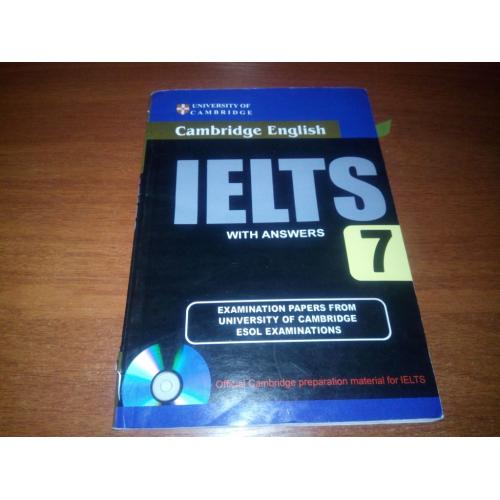 UNIVERSITY OF
CAMBRIDGE
Cambridge English
IELTS
WITH ANSWERS
7
EXAMINATION PAPERS FROM
UNIVERSITY OF CAMBRIDGE
ESOL EXAMINATIONS
Official Cambridge preparation material for IELTS